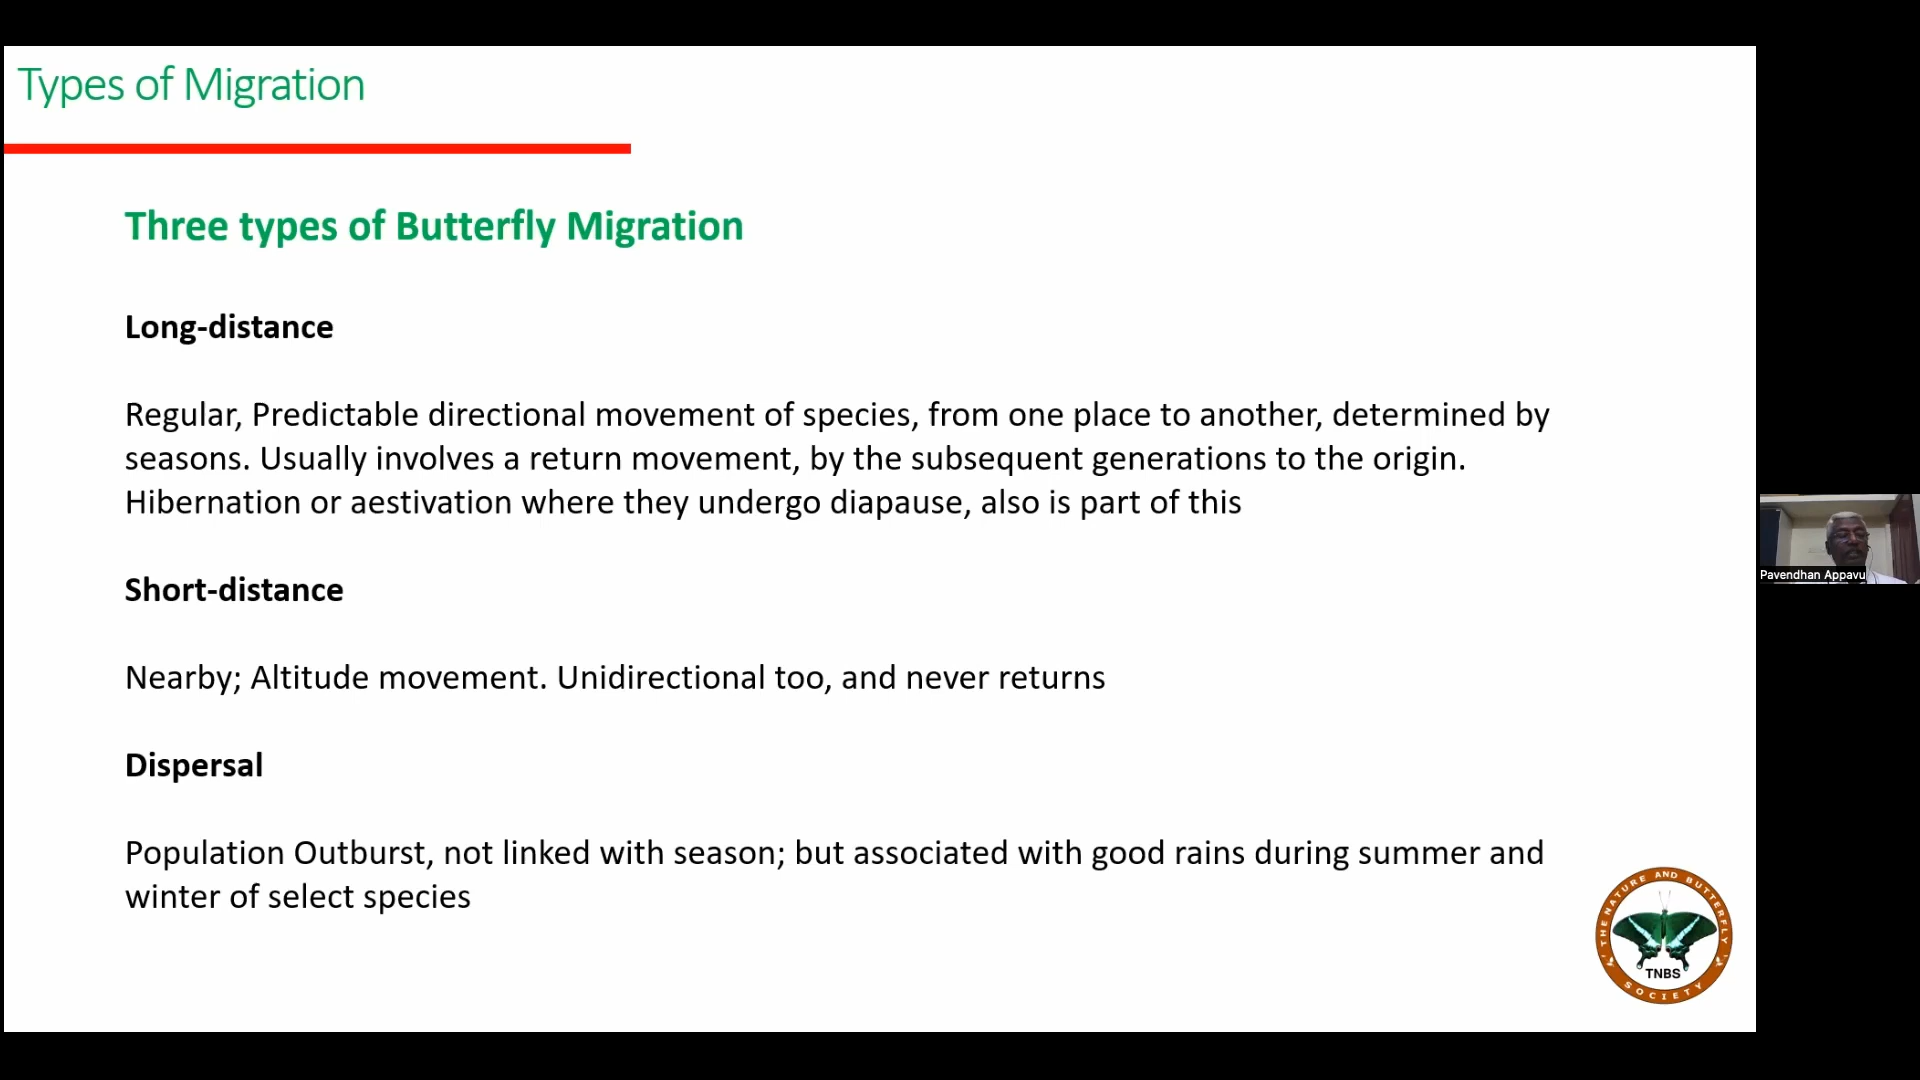 Types of Migration
Three types of Butterfly Migration
Long-distance
Regular, Predictable directional movement of species, from one place to another, determined by
seasons. Usually involves a return movement, by the subsequent generations to the origin.
Hibernation or aestivation where they undergo diapause, also is part of this
Short-distance
Nearby; Altitude movement. Unidirectional too, and never returns
Dispersal
Population Outburst, not linked with season; but associated with good rains during summer and
winter of select species
THE NATURE AND BUTTERFLY
TNBS
SOCIETY
Pavendhan Appavu